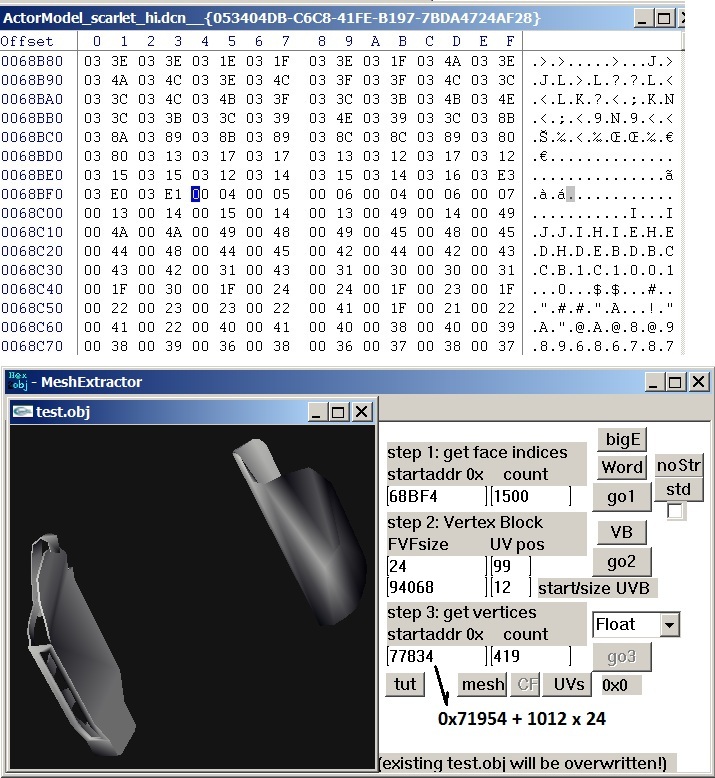 ActorModel_scarlet_hi.dcn__{053404DB-C6C8-41FE-B197-7BDA4724AF28}
Offset 0 1 2 3 4 5 6 7 8 9 A B C D E F
0068B80 03 3E 03 3E 03 1E 03 1F 03 3E 03 1F 03 4A 03 3E .>.>.......>...J.>
0068B90 03 4A 03 4C 03 3E 03 4C 03 3F 03 4C 03 3C .J.L.>.L.?.L.<
0068BA0 03 3C 03 4C 03 4B 03 3F 03 3C 03 3B 03 4B 03 4E .<.L.K.?.<.;.K.N
0068BB0 03 3C 03 3B 03 3C 03 39 03 4E 03 39 03 3C 03 8B .<.;.<.9.N.9.<.‹
0068BC0 03 8A 03 89 03 8B 03 89 03 8C 03 8C 03 89 03 80 .Š.‰.‹.‰.Œ.Œ.‰.€
0068BD0 03 80 03 13 03 17 03 17 03 13 03 12 03 17 03 12 .€..............
0068BE0 03 15 03 15 03 12 03 14 03 15 03 14 03 16 03 E3 ...............ã
0068BF0 03 E0 03 E1 00 04 00 05 00 06 00 04 00 06 00 07 .à.á............
0068C00 00 13 00 14 00 15 00 14 00 13 00 49 00 14 00 49 ...........I...I
0068C10 00 4A 00 4A 00 49 00 48 00 49 00 45 00 48 00 45 .J.J.I.H.I.E.H.E
0068C20 00 44 00 48 00 44 00 45 00 42 00 44 00 42 00 43 .D.H.D.E.B.D.B.C
0068C30 00 43 00 42 00 31 00 43 00 31 00 30 00 30 00 31 .C.B.1.C.1.0.0.1
0068C40 00 1F 00 30 00 1F 00 24 00 24 00 1F 00 23 00 1F ...0...$.$...#..
0068C50 00 22 00 23 00 23 00 22 00 41 00 1F 00 21 00 22 .".#.#.".A...!."
0068C60 00 41 00 22 00 40 00 41 00 40 00 38 00 40 00 39 .A.".@.A.@.8.@.9
0068C70 00 38 00 39 00 36 00 38 00 36 00 37 00 38 00 37 .8.9.6.8.6.7.8.7
Hex obj - MeshExtractor
test.obj
bigE
step 1: get face indices
Word noStr
startaddr 0x count
std
68BF4 1500 go1
step 2: Vertex Block
VB
FVFsize UV pos
24 99 go2
94068 12 start/size UVB
step 3: get vertices
Float
startaddr 0x count
77834 419 go3
tut mesh CF UVs 0x0
0x71954 + 1012 x 24
(existing test.obj will be overwritten!)